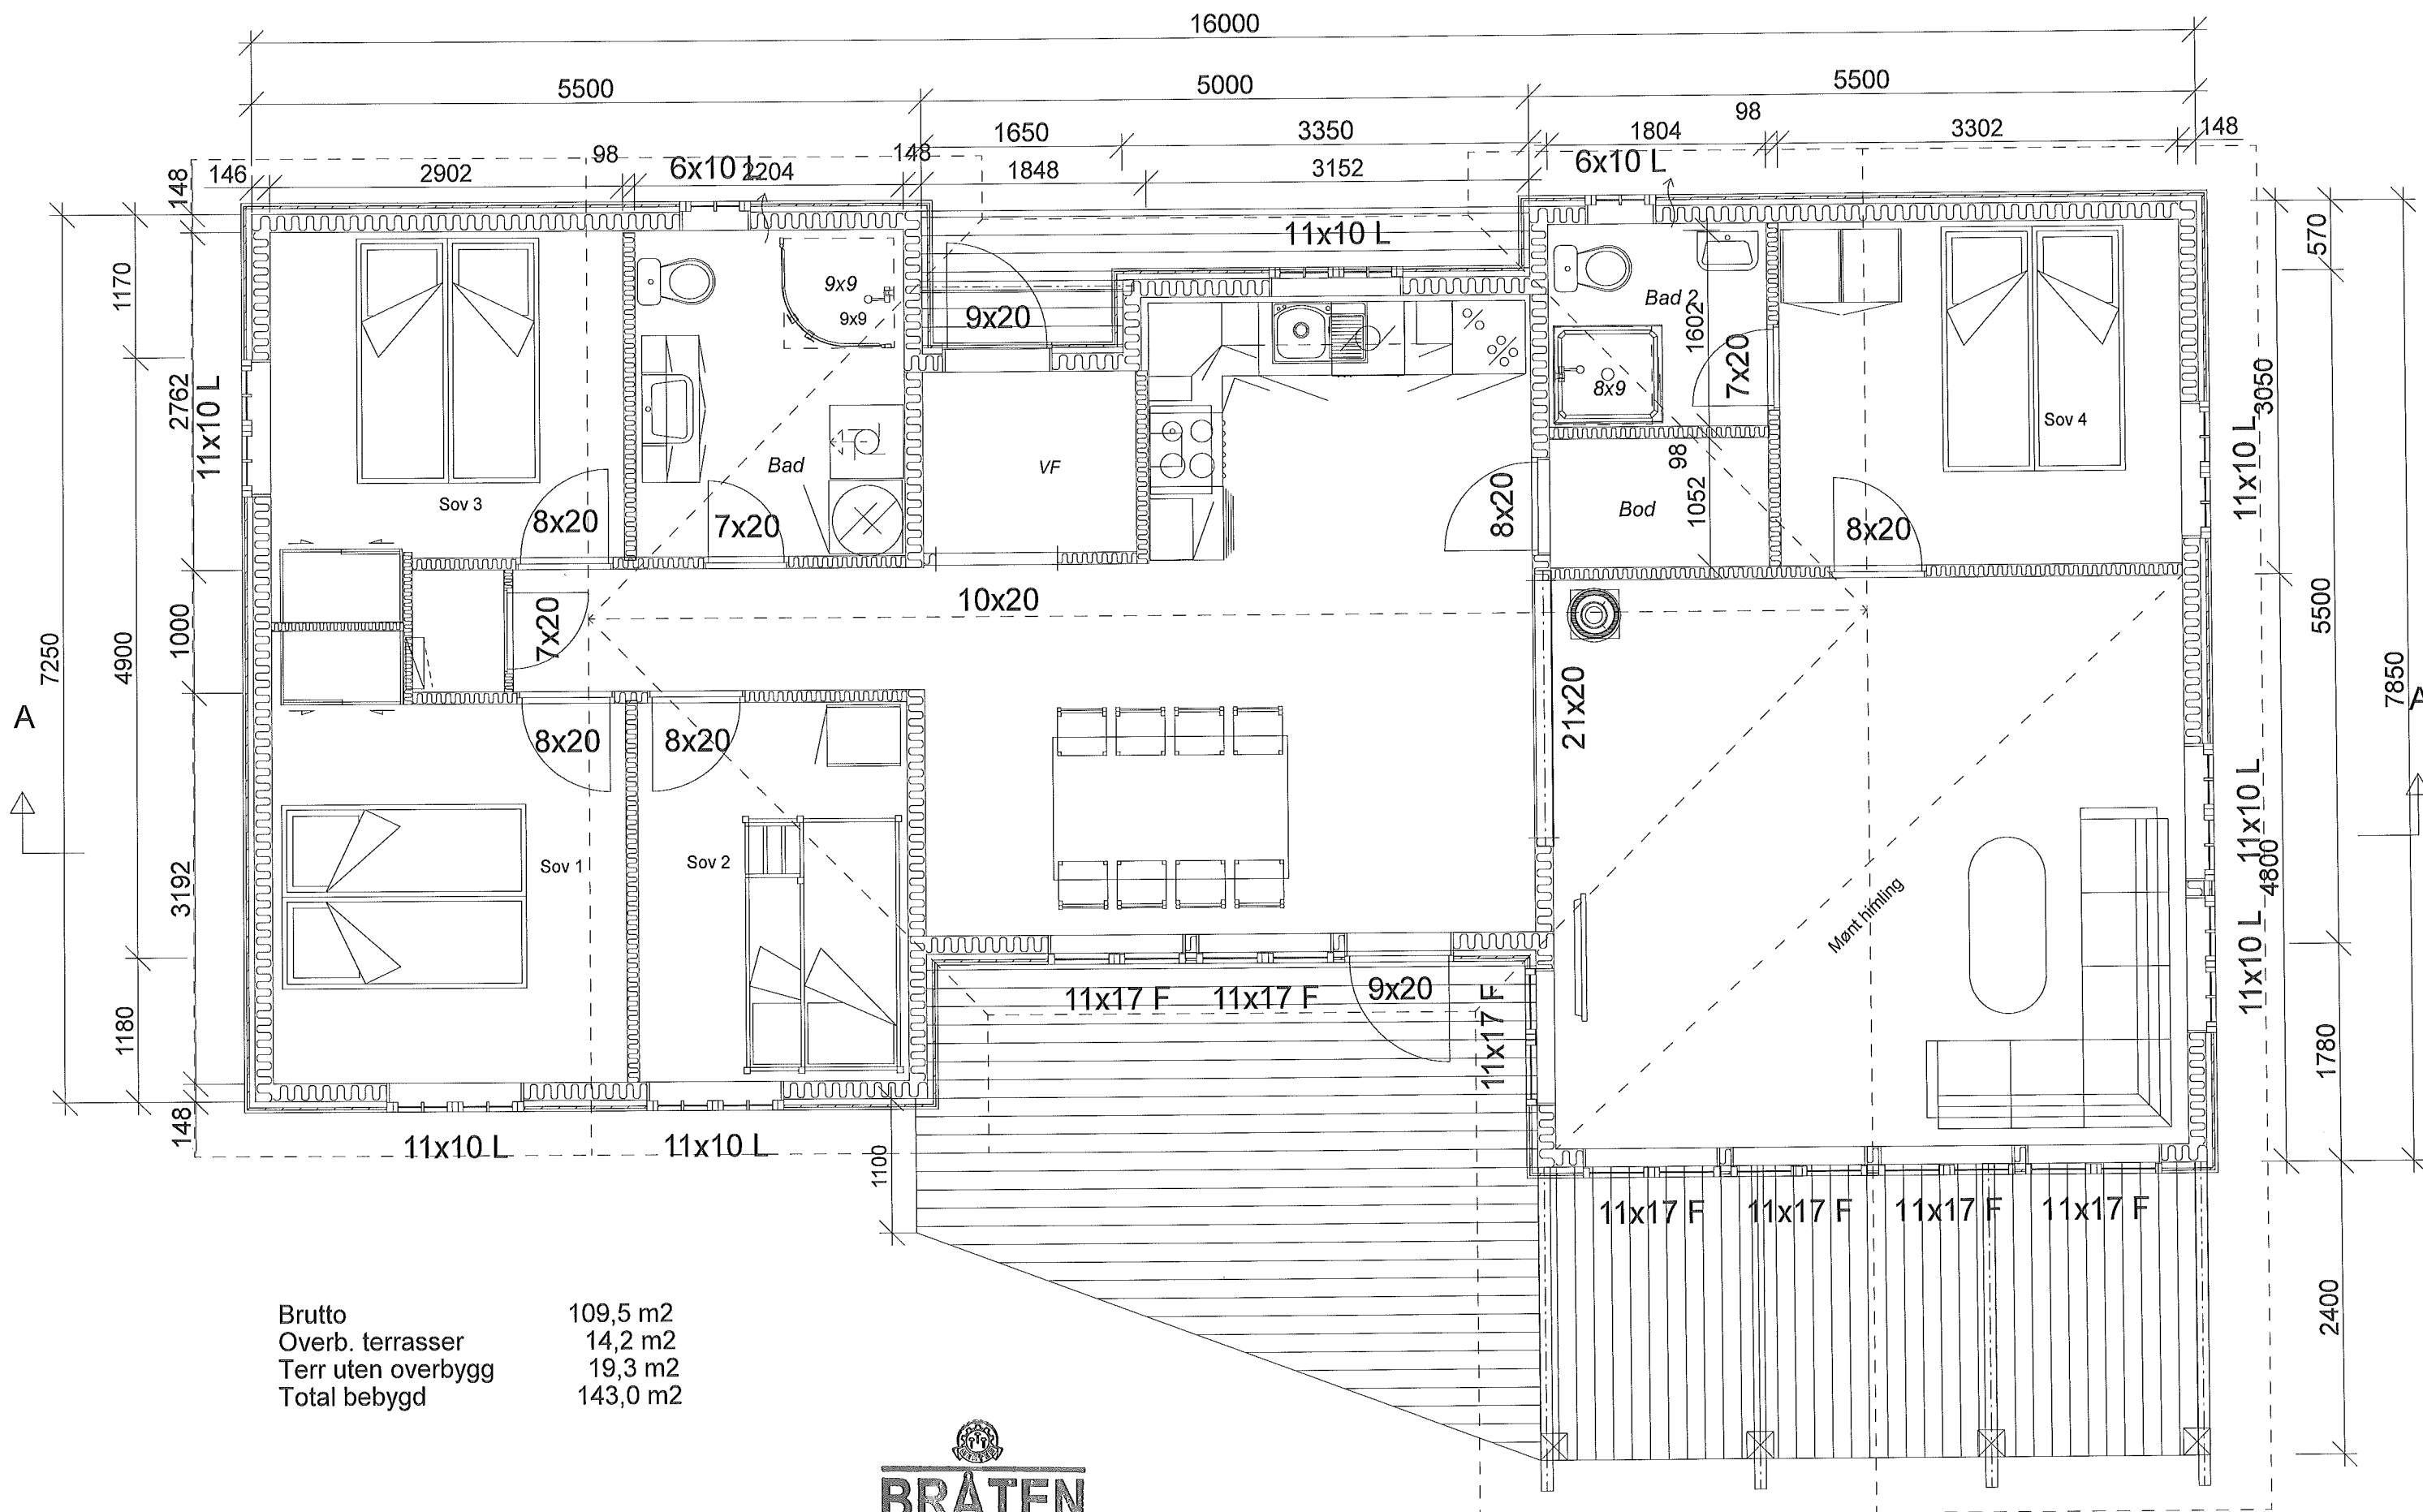 16000
5500 5000 5500
1650 3350 98 1804 3302 148
146 2902 98 6x10 L 2204 148 1848 3152 6x10 L
148
11x10 L
570
1170
9x9
9x9
9x20
Bad 2
1602
7x20
8x9
2762
11x10 L
3050
Sov 4
11x10 L
Bad
VF
98
Sov 3
8x20
7x20
8x20
1052
Bod
8x20
10x20
7x20
1000
5500
7250
4900
7850
A
A
21x20
8x20
8x20
11x10 L
4800
Sov 1
Sov 2
3192
Mønt himling
11x10 L
11x17 F
11x17 F
9x20
11x17 F
1180
1780
148
11x10 L
11x10 L
1100
11x17 F
11x17 F
11x17 F
11x17 F
2400
Brutto 109,5 m2
Overb. terrasser 14,2 m2
Terr uten overbygg 19,3 m2
Total bebygd 143,0 m2
BRÅTEN